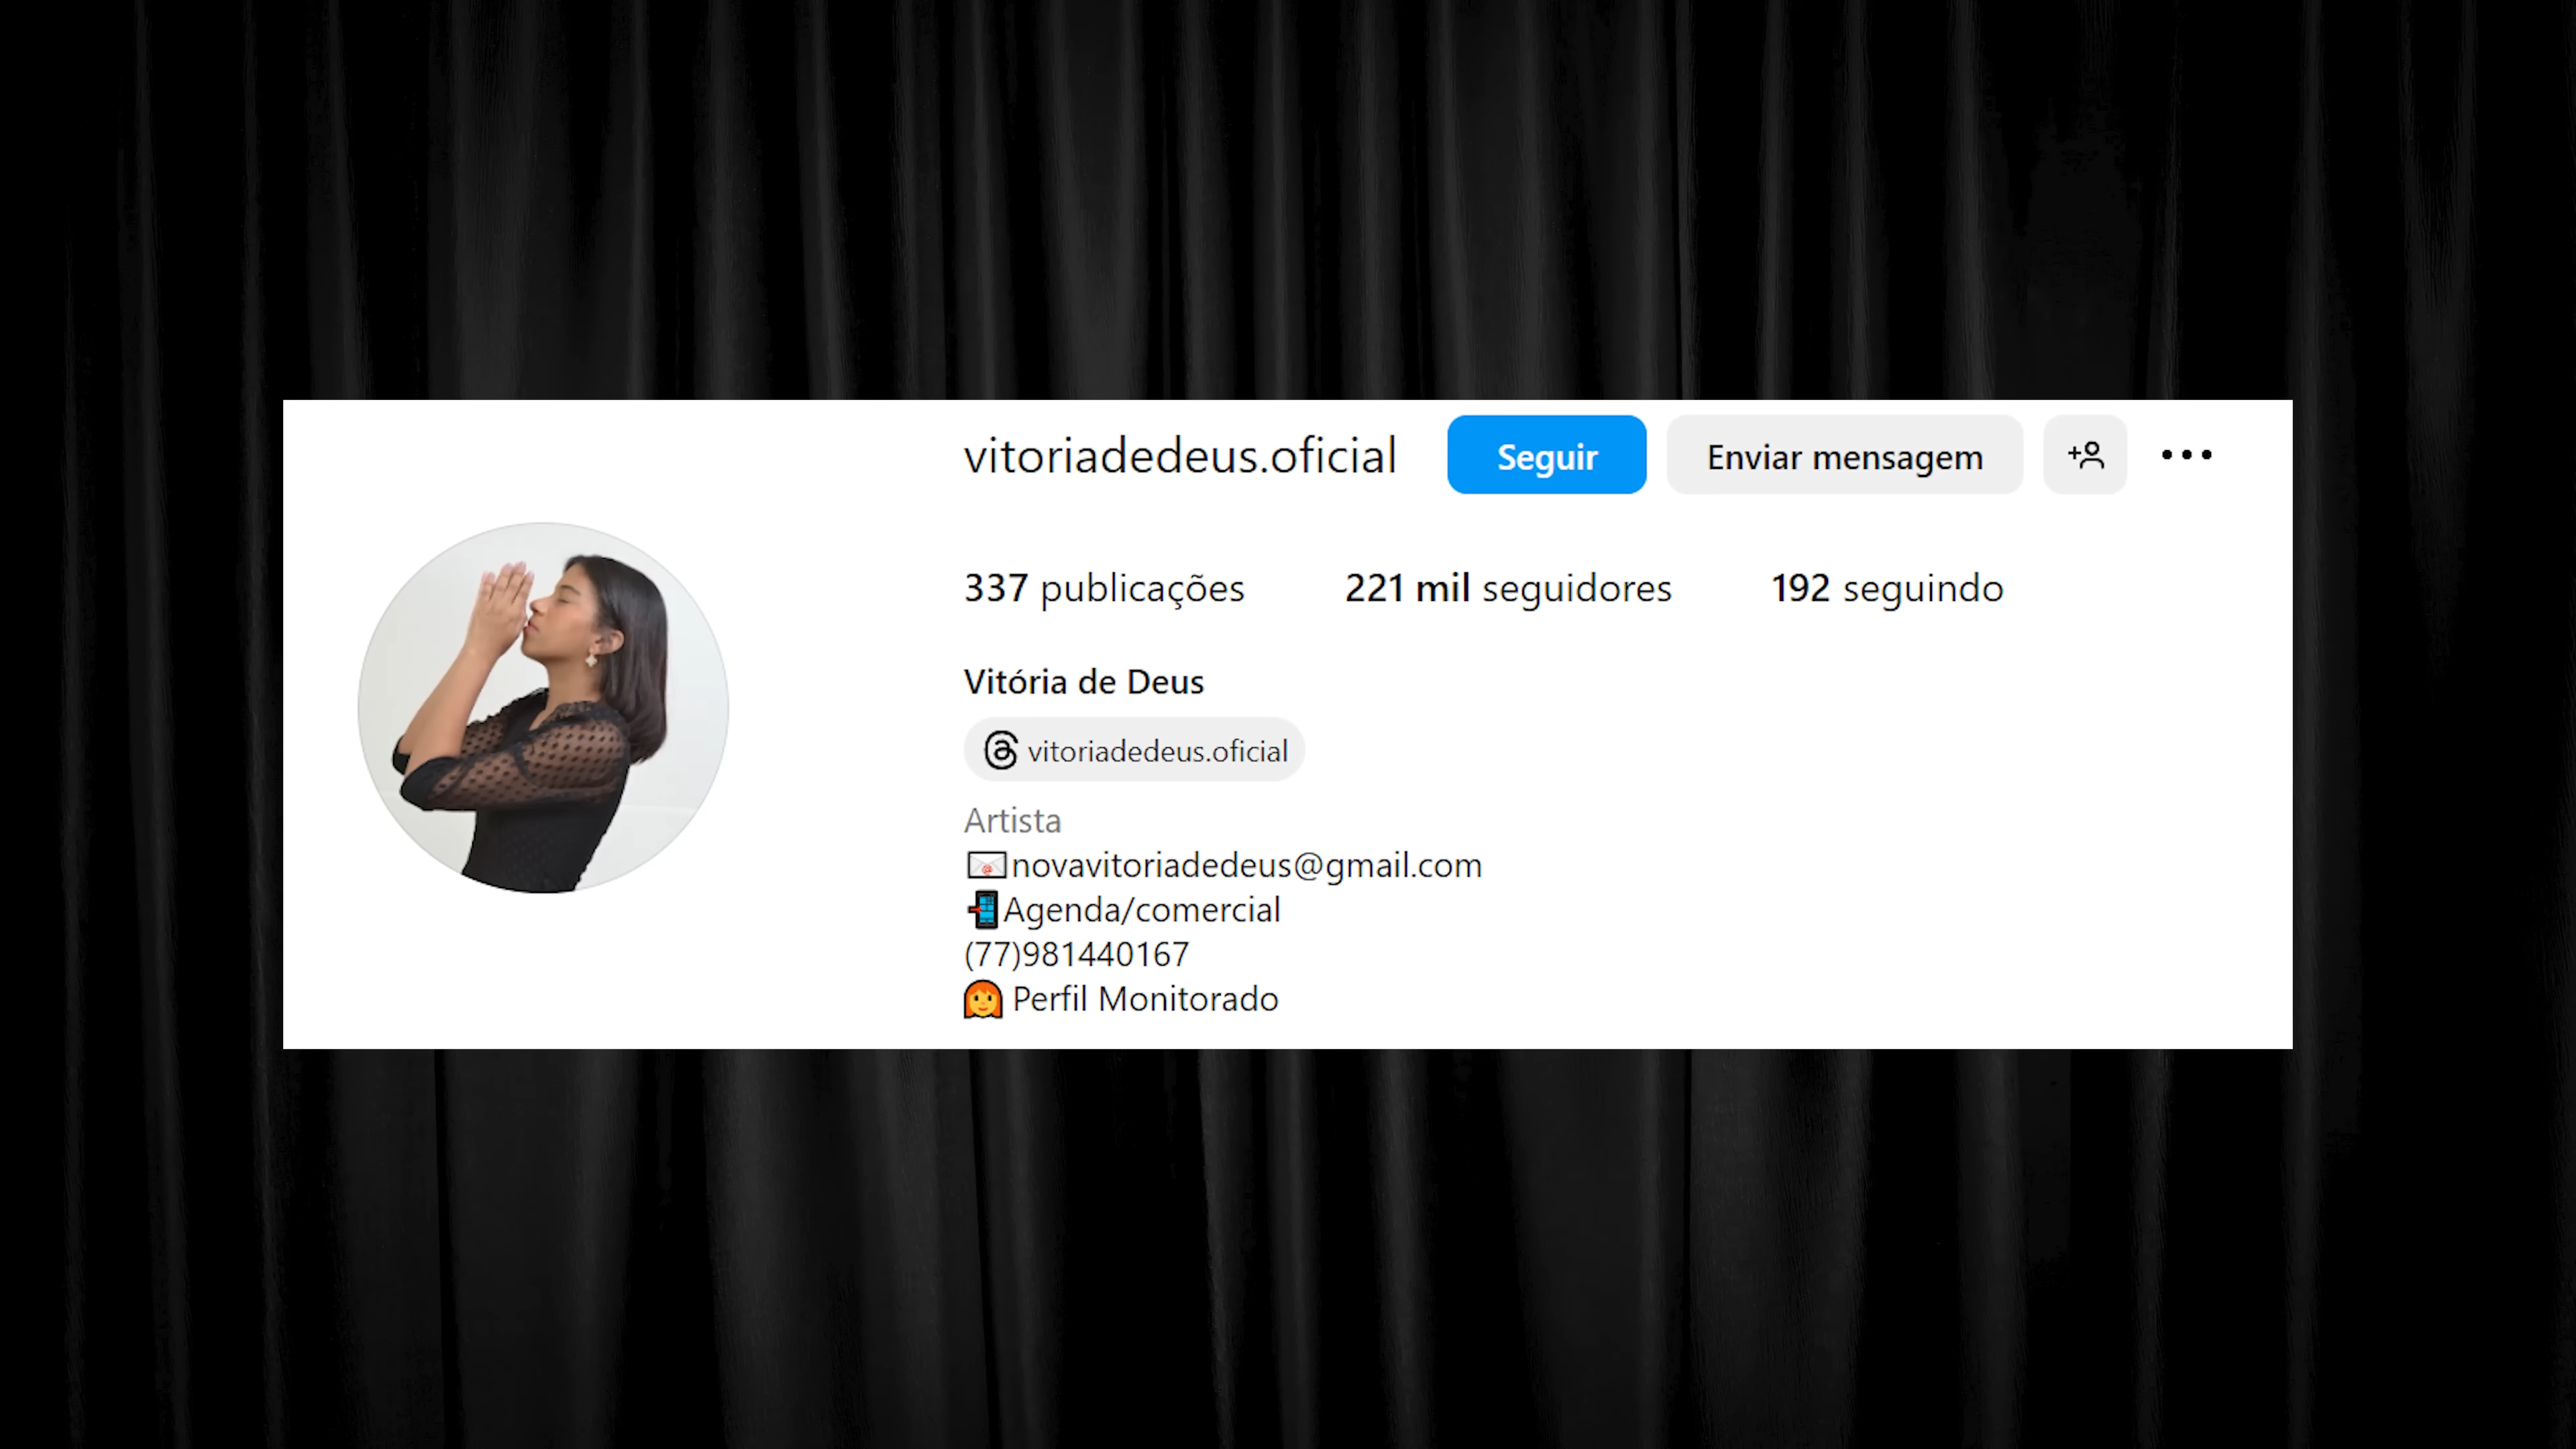 vitoriadedeus.oficial Seguir Enviar mensagem
337 publicações 221 mil seguidores 192 seguindo
Vitória de Deus
vitoriadedeus.oficial
Artista
novavitoriadedeus@gmail.com
Agenda/comercial
(77)981440167
Perfil Monitorado